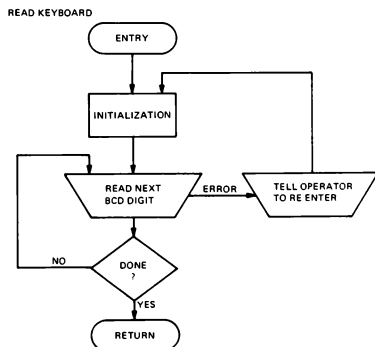 READ KEYBOARD
ENTRY
INITIALIZATION
READ NEXT
BCD DIGIT
ERROR
TELL OPERATOR
TO RE ENTER
NO
DONE
?
YES
RETURN